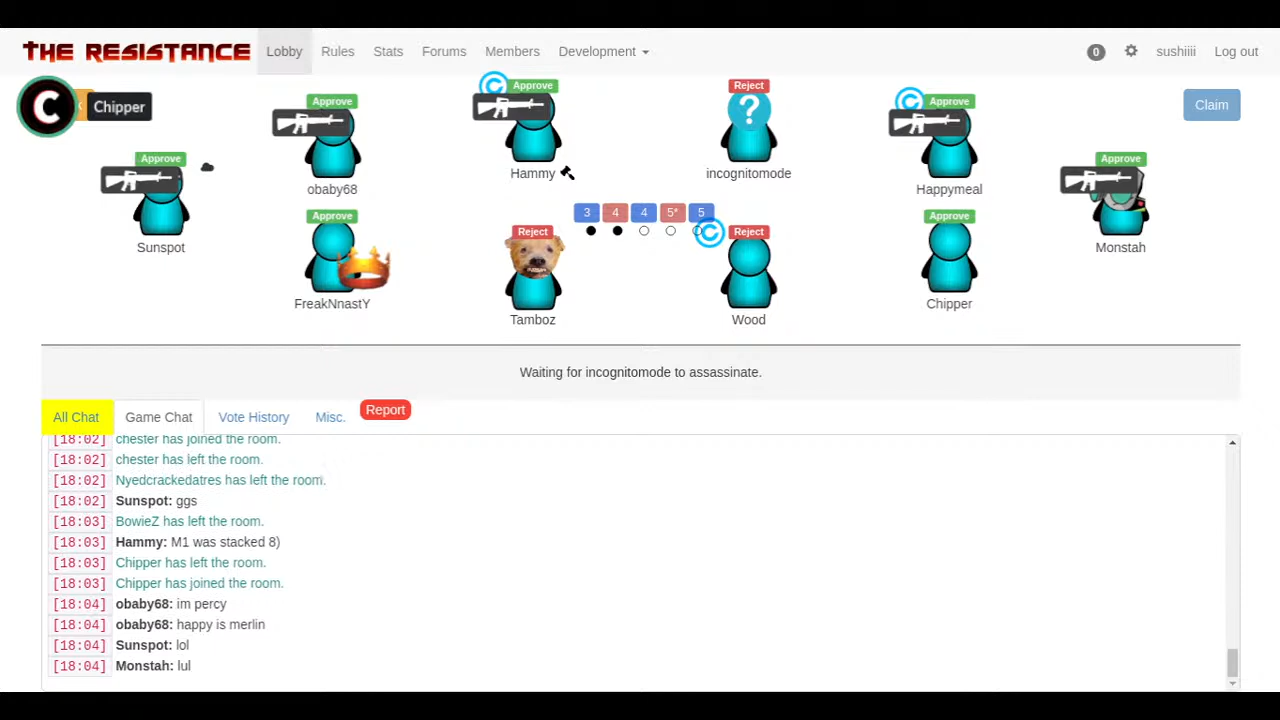 THE RESISTANCE Lobby Rules Stats Forums Members Development 0 sushiiii Log out
C Chipper Claim
Approve Approve Approve Reject Approve Approve
C ? C
Sunspot obaby68 Hammy incognitomode Happymeal Monstah
3 4 4 5* 5
Approve Reject C Reject Approve
FreakNnastY Tamboz Wood Chipper
Waiting for incognitomode to assassinate.
All Chat Game Chat Vote History Misc. Report
[18:02] chester has joined the room.
[18:02] chester has left the room.
[18:02] Nyedcrackedatres has left the room.
[18:02] Sunspot: ggs
[18:03] BowieZ has left the room.
[18:03] Hammy: M1 was stacked 8)
[18:03] Chipper has left the room.
[18:03] Chipper has joined the room.
[18:04] obaby68: im percy
[18:04] obaby68: happy is merlin
[18:04] Sunspot: lol
[18:04] Monstah: lul